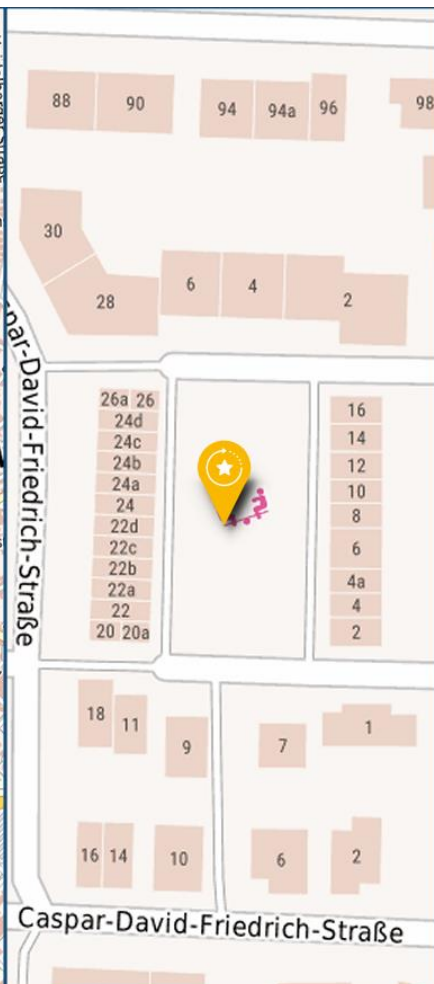 88 90 94 94a 96 98
30
28 6 4 2
Caspar-David-Friedrich-Straße
26a 26
24d
24c
24b
24a
24
22d
22c
22b
22a
22
20 20a
16
14
12
10
8
6
4a
4
2
18 11 9 7 1
16 14 10 6 2
Caspar-David-Friedrich-Straße